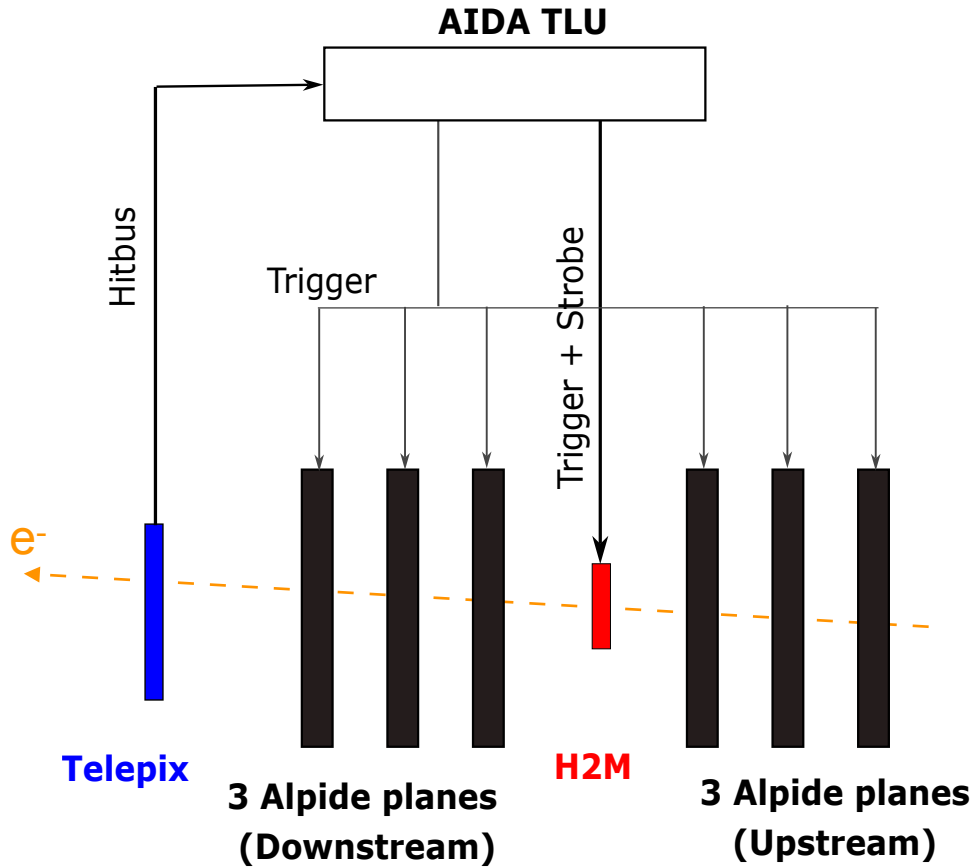 AIDA TLU
Hitbus
Trigger
Trigger + Strobe
e-
Telepix
H2M
3 Alpide planes
(Downstream)
3 Alpide planes
(Upstream)